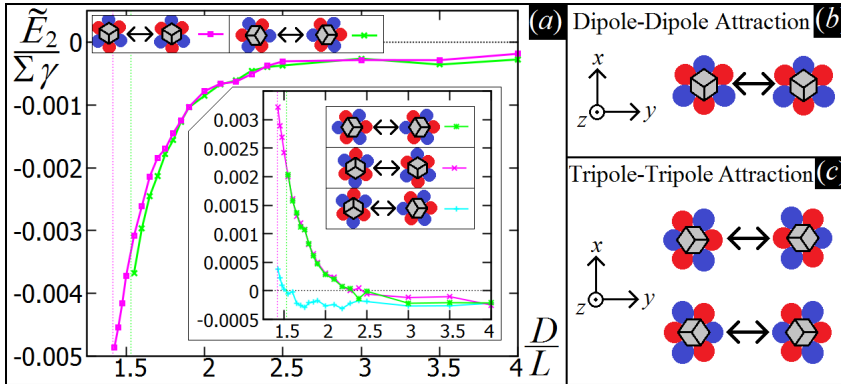 Ẽ₂
Σ γ
(a)
0
-0.001
-0.002
-0.003
-0.004
-0.005
1.5
2
2.5
3
3.5
4
D
L
0.003
0.0025
0.002
0.0015
0.001
0.0005
0
-0.0005
1.5
2
2.5
3
3.5
4
Dipole-Dipole Attraction (b)
x
z
y
Tripole-Tripole Attraction (c)
x
z
y